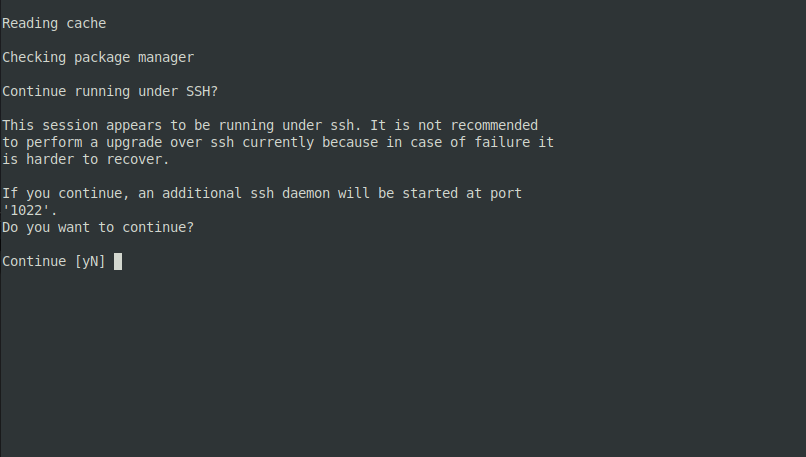 Reading cache
Checking package manager
Continue running under SSH?
This session appears to be running under ssh. It is not recommended
to perform a upgrade over ssh currently because in case of failure it
is harder to recover.
If you continue, an additional ssh daemon will be started at port
'1022'.
Do you want to continue?
Continue [yN]